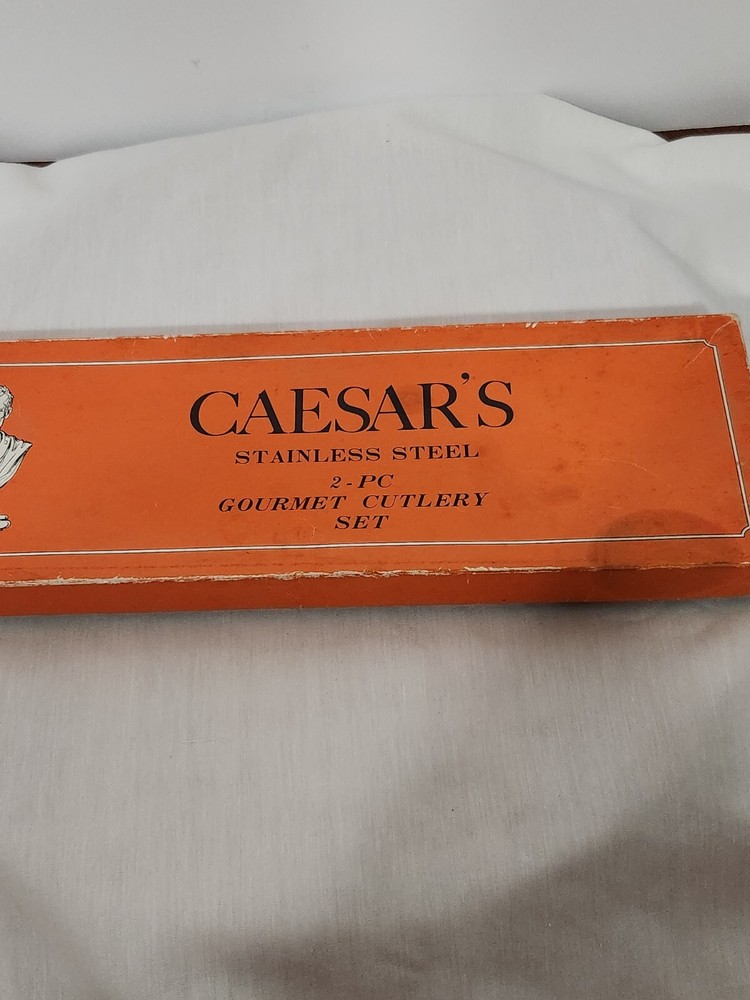 CAESAR'S
STAINLESS STEEL
2-PC
GOURMET CUTLERY
SET